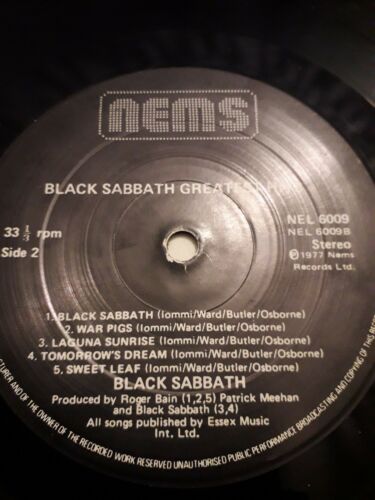 nems
BLACK SABBATH GREATEST
33 1/3 rpm
Side 2
NEL 6009
NEL 6009B
Stereo
℗1977 Nems
Records Ltd.
1. BLACK SABBATH (Iommi/Ward/Butler/Osborne)
2. WAR PIGS (Iommi/Ward/Butler/Osborne)
3. LAGUNA SUNRISE (Iommi/Ward/Butler/Osborne)
4. TOMORROW'S DREAM (Iommi/Ward/Butler/Osborne)
5. SWEET LEAF (Iommi/Ward/Butler/Osborne)
BLACK SABBATH
Produced by Roger Bain (1,2,5) Patrick Meehan
and Black Sabbath (3,4)
All songs published by Essex Music
Int. Ltd.
AND OF THE OWNER OF THE RECORDED WORK RESERVED UNAUTHORISED PUBLIC PERFORMANCE BROADCASTING AND COPYING OF THIS